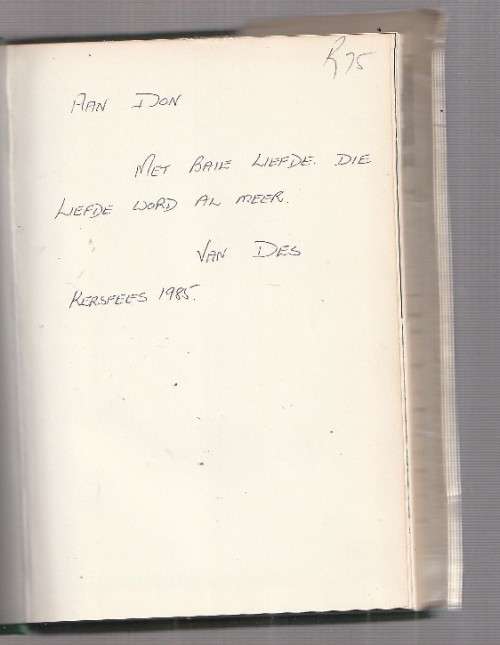 R75
AAN DON
MET BAIE LIEFDE. DIE
LIEFDE WORD AL MEER.
VAN DES
KERSFEES 1985.